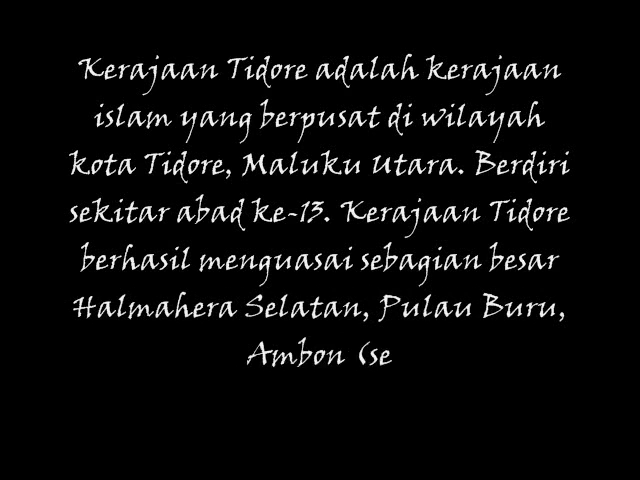 Kerajaan Tidore adalah kerajaan
islam yang berpusat di wilayah
kota Tidore, Maluku Utara. Berdiri
sekitar abad ke-13. Kerajaan Tidore
berhasil menguasai sebagian besar
Halmahera Selatan, Pulau Buru,
Ambon (se